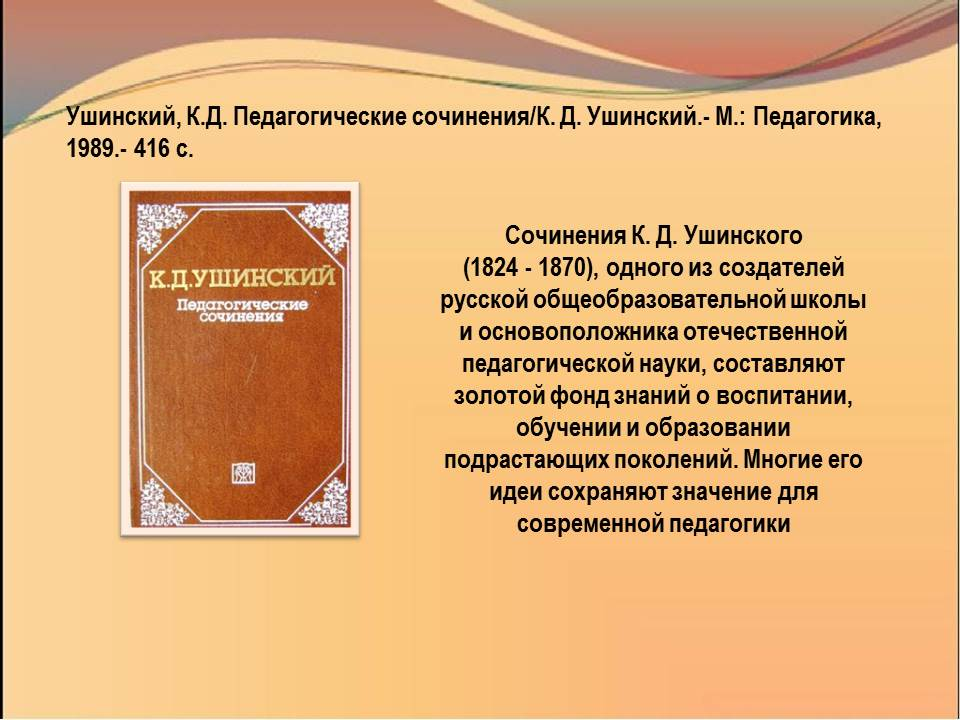 Ушинский, К.Д. Педагогические сочинения/К. Д. Ушинский.- М.: Педагогика,
1989.- 416 с.
К.Д.УШИНСКИЙ
Педагогические
сочинения
Сочинения К. Д. Ушинского
(1824 - 1870), одного из создателей
русской общеобразовательной школы
и основоположника отечественной
педагогической науки, составляют
золотой фонд знаний о воспитании,
обучении и образовании
подрастающих поколений. Многие его
идеи сохраняют значение для
современной педагогики